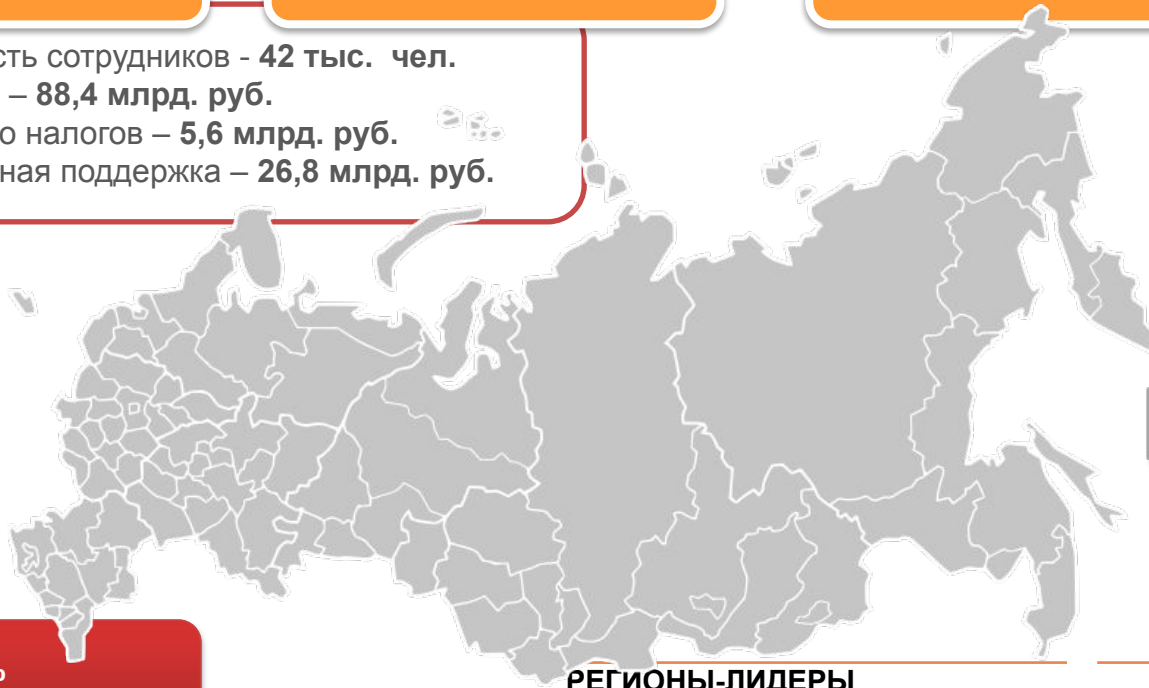 сть сотрудников - 42 тыс. чел.
– 88,4 млрд. руб.
о налогов – 5,6 млрд. руб.
ная поддержка – 26,8 млрд. руб.
РЕГИОНЫ-ЛИДЕРЫ